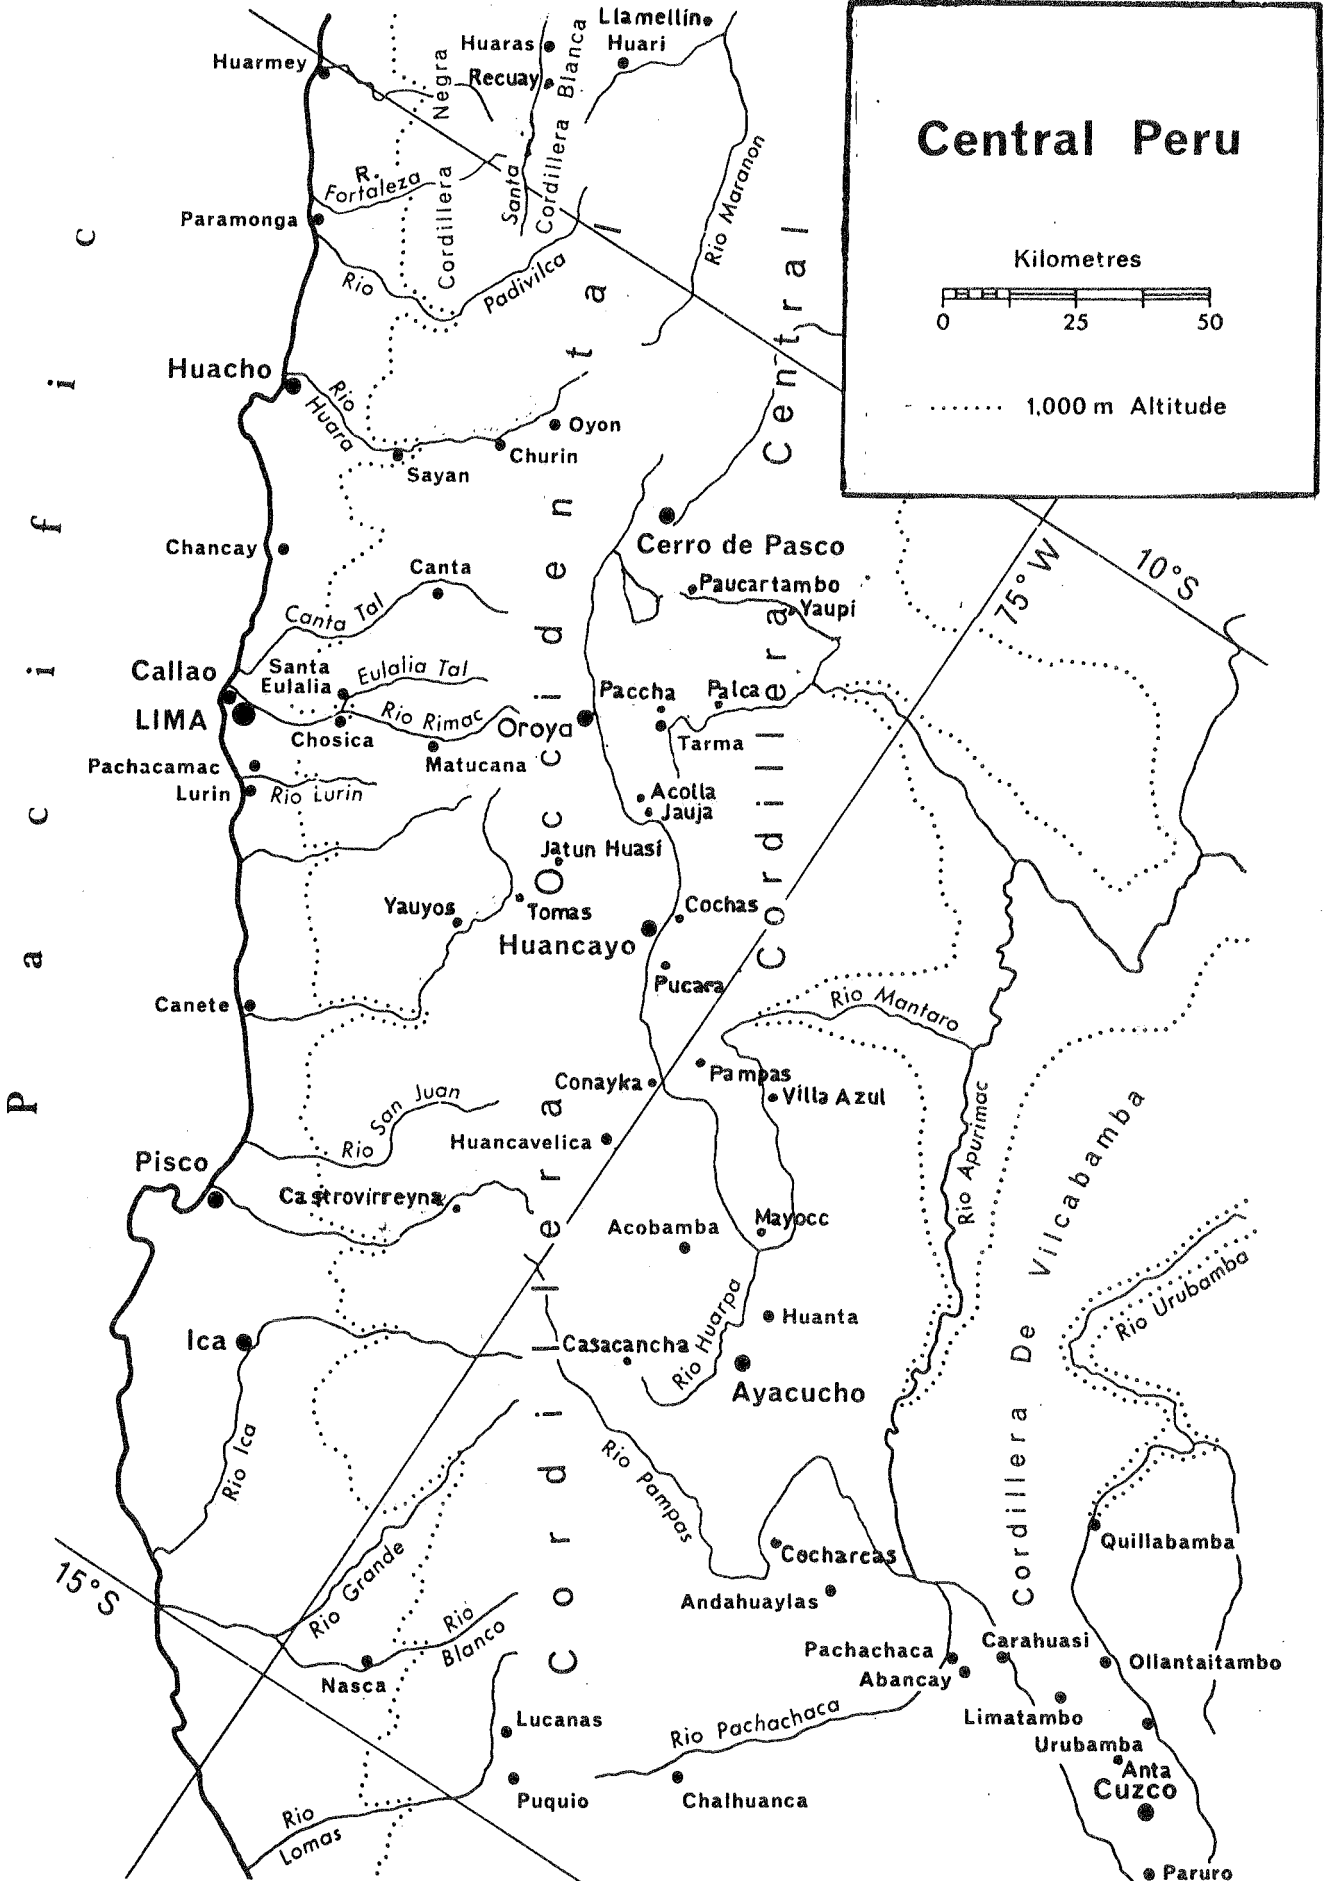 Central Peru
Kilometres
0 25 50
1,000 m Altitude
Pacific
Llamellin
Huaras
Huari
Huarmey
Recuay
Cordillera Negra
Cordillera Blanca
Santa
R.
Fortaleza
Paramonga
Rio Maranon
Rio Padivilca
Huacho
Rio
Huara
Oyon
Churin
Sayan
Cordillera Occidental
Cordillera Central
Cerro de Pasco
Chancay
Canta
Canta Tal
Paucartambo
Yaupi
75°W
10°S
Callao
Santa
Eulalia
Eulalia Tal
Paccha
Palca
LIMA
Rio Rimac
Oroya
Chosica
Tarma
Pachacamac
Matucana
Lurin
Rio Lurin
Acolla
Jauja
Jatun Huasi
Yauyos
Tomas
Cochas
Huancayo
Pucara
Canete
Rio Mantaro
Pampas
Conayka
Villa Azul
Rio San Juan
Huancavelica
Rio Apurimac
Pisco
Castrovirreyna
Acobamba
Mayocc
Cordillera De Vilcabamba
Rio Urubamba
Rio Huarpa
Huanta
Ica
Casacancha
Ayacucho
Rio Ica
Rio Pampas
Quillabamba
Cocharcas
15°S
Rio Grande
Andahuaylas
Rio
Blanco
Carahuasi
Pachachaca
Abancay
Ollantaitambo
Nasca
Lucanas
Rio Pachachaca
Limatambo
Urubamba
Anta
Cuzco
Puquio
Chalhuanca
Rio
Lomas
Paruro